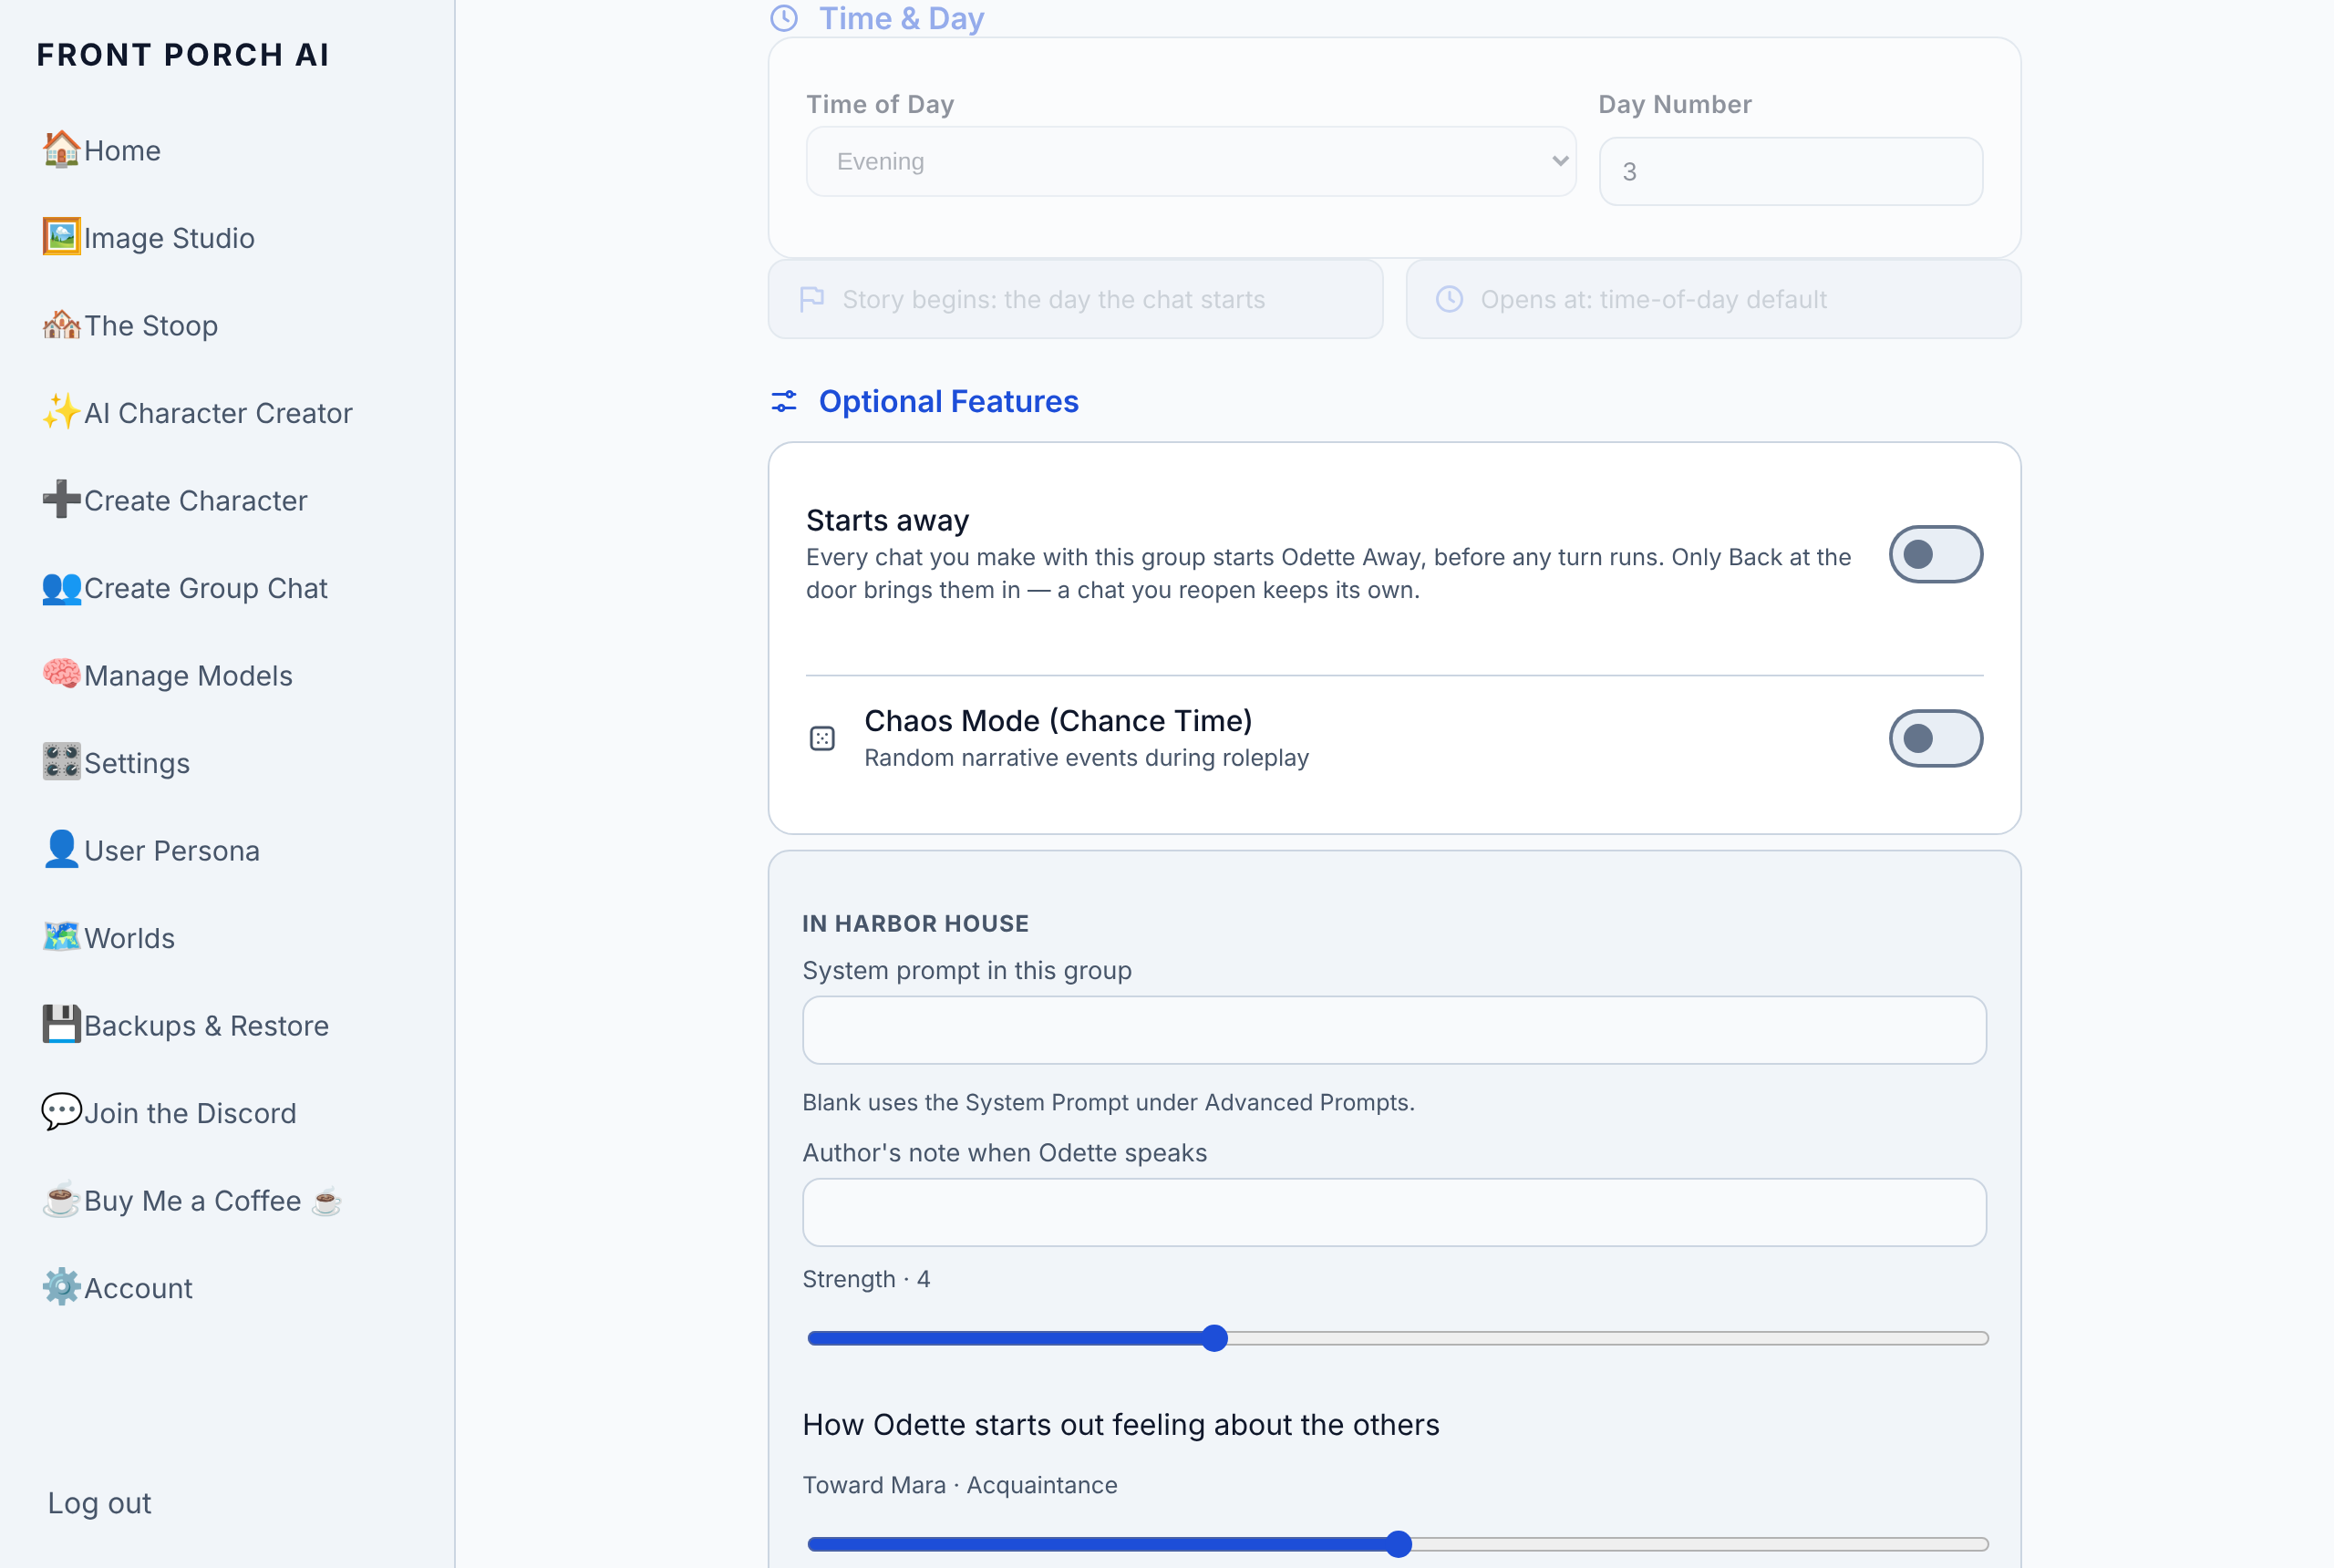 FRONT PORCH AI
Home
Image Studio
The Stoop
AI Character Creator
Create Character
Create Group Chat
Manage Models
Settings
User Persona
Worlds
Backups & Restore
Join the Discord
Buy Me a Coffee ☕
Account
Log out
Time & Day
Time of Day
Day Number
Evening
3
Story begins: the day the chat starts
Opens at: time-of-day default
Optional Features
Starts away
Every chat you make with this group starts Odette Away, before any turn runs. Only Back at the
door brings them in — a chat you reopen keeps its own.
Chaos Mode (Chance Time)
Random narrative events during roleplay
IN HARBOR HOUSE
System prompt in this group
Blank uses the System Prompt under Advanced Prompts.
Author's note when Odette speaks
Strength · 4
How Odette starts out feeling about the others
Toward Mara · Acquaintance